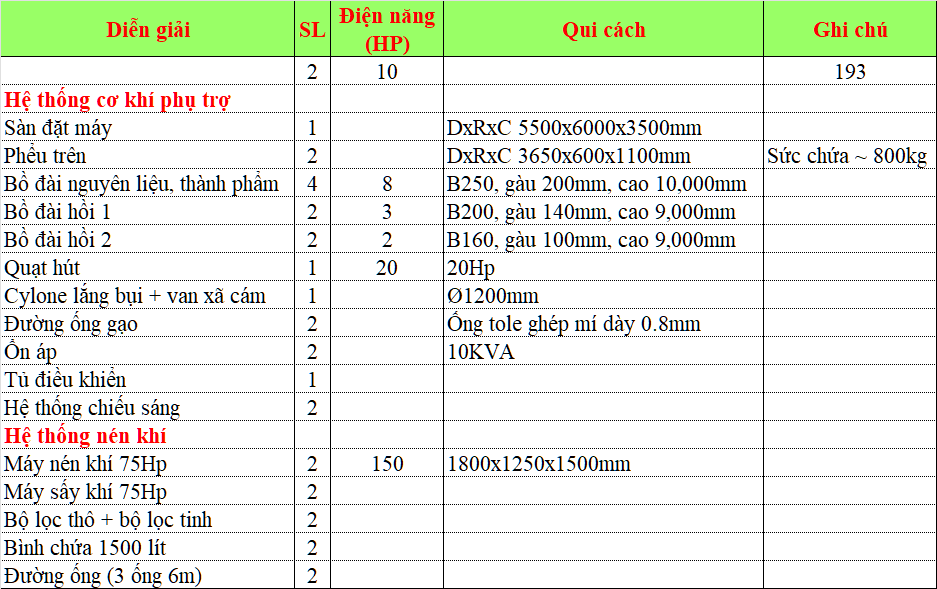 Diễn giải SL Điện năng (HP) Qui cách Ghi chú
2 10 193
Hệ thống cơ khí phụ trợ
Sàn đặt máy 1 DxRxC 5500x6000x3500mm
Phểu trên 2 DxRxC 3650x600x1100mm Sức chứa ~ 800kg
Bồ đài nguyên liệu, thành phẩm 4 8 B250, gàu 200mm, cao 10,000mm
Bồ đài hồi 1 2 3 B200, gàu 140mm, cao 9,000mm
Bồ đài hồi 2 2 2 B160, gàu 100mm, cao 9,000mm
Quạt hút 1 20 20Hp
Cylone lắng bụi + van xã cám 1 Ø1200mm
Đường ống gạo 2 Ống tole ghép mí dày 0.8mm
Ổn áp 2 10KVA
Tủ điều khiển 1
Hệ thống chiếu sáng 2
Hệ thống nén khí
Máy nén khí 75Hp 2 150 1800x1250x1500mm
Máy sấy khí 75Hp 2
Bộ lọc thô + bộ lọc tinh 2
Bình chứa 1500 lít 2
Đường ống (3 ống 6m) 2